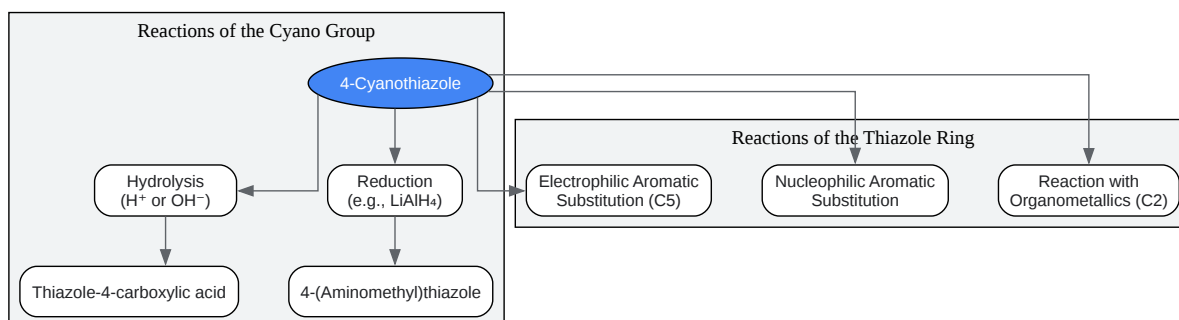 Reactions of the Cyano Group
4-Cyanothiazole
Reactions of the Thiazole Ring
Hydrolysis
(H⁺ or OH⁻)
Reduction
(e.g., LiAlH₄)
Electrophilic Aromatic
Substitution (C5)
Nucleophilic Aromatic
Substitution
Reaction with
Organometallics (C2)
Thiazole-4-carboxylic acid
4-(Aminomethyl)thiazole